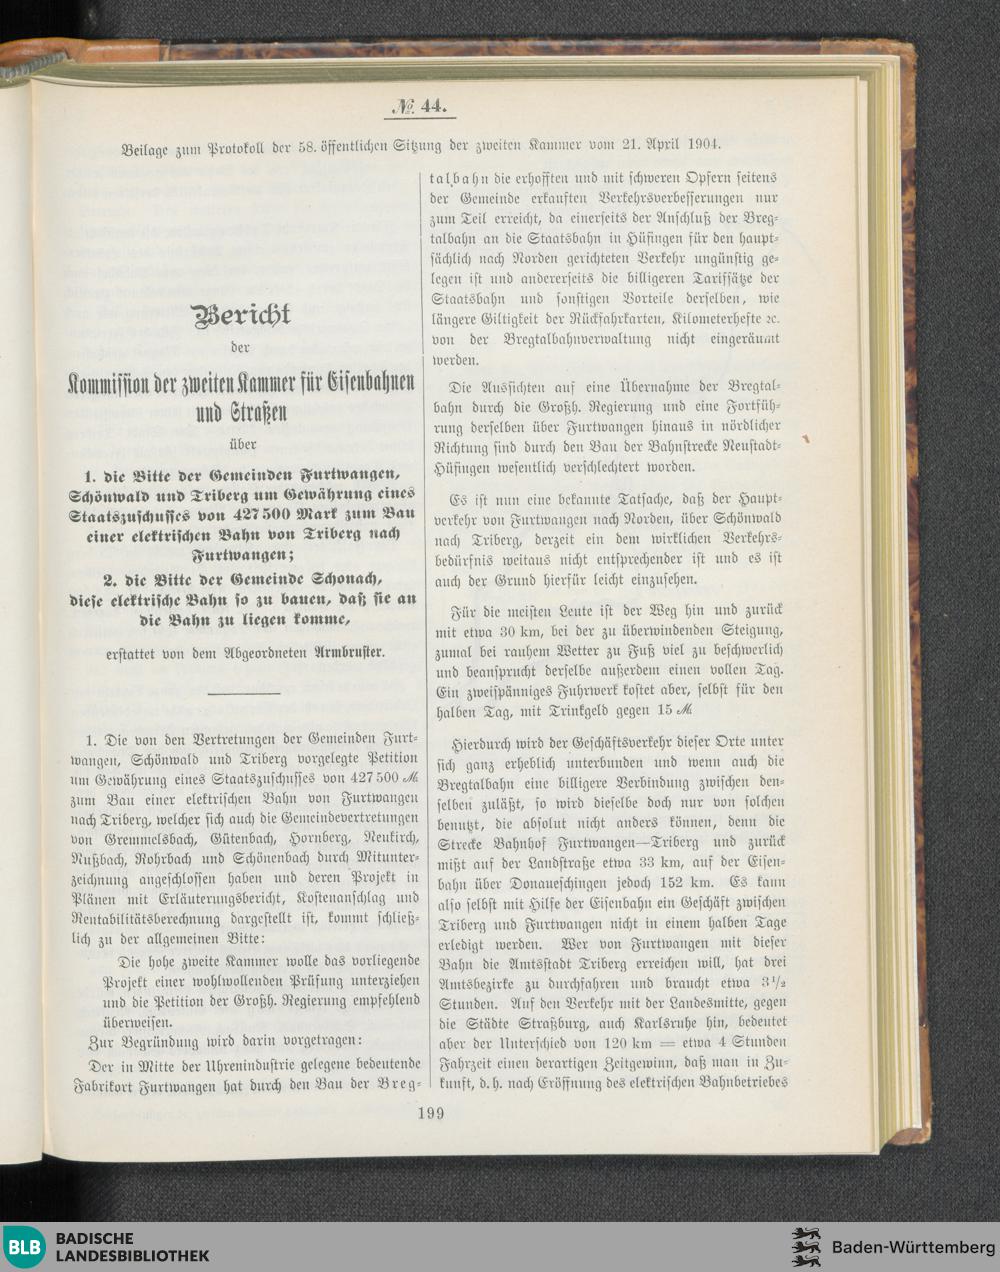 № 44.
Beilage zum Protokoll der 58. öffentlichen Sitzung der zweiten Kammer vom 21. April 1904.
Bericht
der
Kommission der zweiten Kammer für Eisenbahnen
und Straßen
über
1. die Bitte der Gemeinden Furtwangen,
Schönwald und Triberg um Gewährung eines
Staatszuschusses von 427 500 Mark zum Bau
einer elektrischen Bahn von Triberg nach
Furtwangen;
2. die Bitte der Gemeinde Schonach,
diese elektrische Bahn so zu bauen, daß sie an
die Bahn zu liegen komme,
erstattet von dem Abgeordneten Armbruster.
1. Die von den Vertretungen der Gemeinden Furt-
wangen, Schönwald und Triberg vorgelegte Petition
um Gewährung eines Staatszuschusses von 427 500 ℳ
zum Bau einer elektrischen Bahn von Furtwangen
nach Triberg, welcher sich auch die Gemeindevertretungen
von Gremmelsbach, Gütenbach, Hornberg, Neukirch,
Nußbach, Rohrbach und Schönenbach durch Mitunter-
zeichnung angeschlossen haben und deren Projekt in
Plänen mit Erläuterungsbericht, Kostenanschlag und
Rentabilitätsberechnung dargestellt ist, kommt schließ-
lich zu der allgemeinen Bitte:
Die hohe zweite Kammer wolle das vorliegende
Projekt einer wohlwollenden Prüfung unterziehen
und die Petition der Großh. Regierung empfehlend
überweisen.
Zur Begründung wird darin vorgetragen:
Der in Mitte der Uhrenindustrie gelegene bedeutende
Fabrikort Furtwangen hat durch den Bau der Breg-
talbahn die erhofften und mit schweren Opfern seitens
der Gemeinde erkauften Verkehrsverbesserungen nur
zum Teil erreicht, da einerseits der Anschluß der Breg-
talbahn an die Staatsbahn in Hüfingen für den haupt-
sächlich nach Norden gerichteten Verkehr ungünstig ge-
legen ist und andererseits die billigeren Tarifsätze der
Staatsbahn und sonstigen Vorteile derselben, wie
längere Giltigkeit der Rückfahrkarten, Kilometerhefte ꝛc.
von der Bregtalbahnverwaltung nicht eingeräumt
werden.
Die Aussichten auf eine Übernahme der Bregtal-
bahn durch die Großh. Regierung und eine Fortfüh-
rung derselben über Furtwangen hinaus in nördlicher
Richtung sind durch den Bau der Bahnstrecke Neustadt-
Hüfingen wesentlich verschlechtert worden.
Es ist nun eine bekannte Tatsache, daß der Haupt-
verkehr von Furtwangen nach Norden, über Schönwald
nach Triberg, derzeit ein dem wirklichen Verkehrs-
bedürfnis weitaus nicht entsprechender ist und es ist
auch der Grund hierfür leicht einzusehen.
Für die meisten Leute ist der Weg hin und zurück
mit etwa 30 km, bei der zu überwindenden Steigung,
zumal bei rauhem Wetter zu Fuß viel zu beschwerlich
und beansprucht derselbe außerdem einen vollen Tag.
Ein zweispänniges Fuhrwerk kostet aber, selbst für den
halben Tag, mit Trinkgeld gegen 15 ℳ
Hierdurch wird der Geschäftsverkehr dieser Orte unter
sich ganz erheblich unterbunden und wenn auch die
Bregtalbahn eine billigere Verbindung zwischen den-
selben zuläßt, so wird dieselbe doch nur von solchen
benutzt, die absolut nicht anders können, denn die
Strecke Bahnhof Furtwangen—Triberg und zurück
mißt auf der Landstraße etwa 33 km, auf der Eisen-
bahn über Donaueschingen jedoch 152 km. Es kann
also selbst mit Hilfe der Eisenbahn ein Geschäft zwischen
Triberg und Furtwangen nicht in einem halben Tage
erledigt werden. Wer von Furtwangen mit dieser
Bahn die Amtsstadt Triberg erreichen will, hat drei
Amtsbezirke zu durchfahren und braucht etwa 3 1/2
Stunden. Auf den Verkehr mit der Landesmitte, gegen
die Städte Straßburg, auch Karlsruhe hin, bedeutet
aber der Unterschied von 120 km = etwa 4 Stunden
Fahrzeit einen derartigen Zeitgewinn, daß man in Zu-
kunft, d. h. nach Eröffnung des elektrischen Bahnbetriebes
199
BLB BADISCHE
LANDESBIBLIOTHEK
Baden-Württemberg